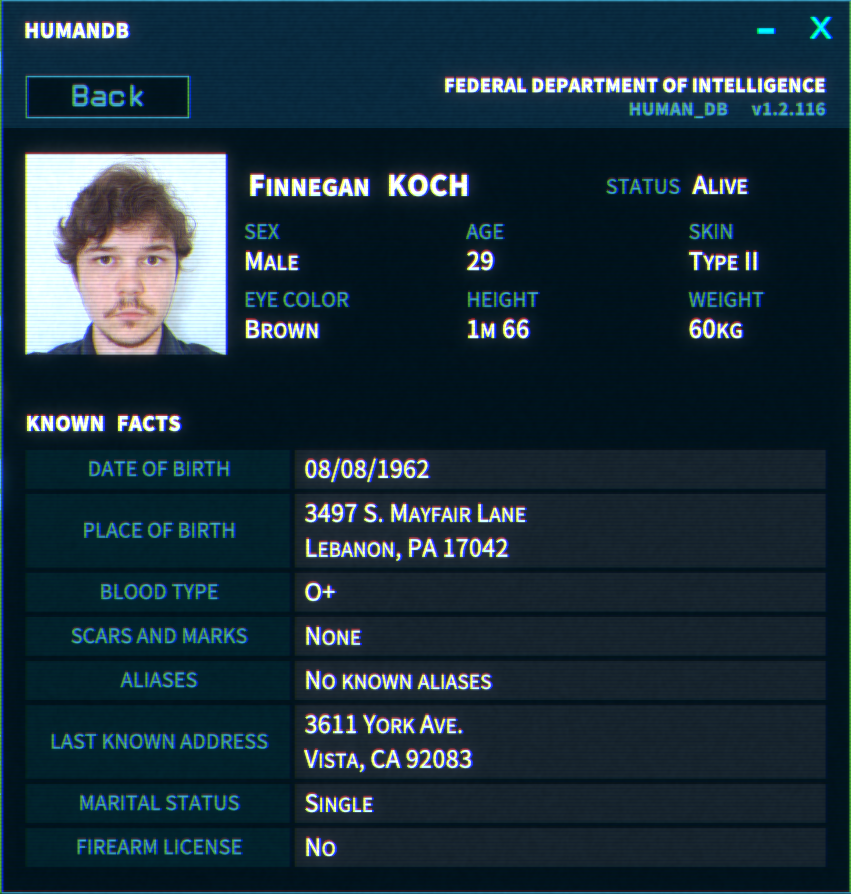 HUMANDB
– X
Back
FEDERAL DEPARTMENT OF INTELLIGENCE
HUMAN_DB v1.2.116
FINNEGAN KOCH
STATUS ALIVE
SEX AGE SKIN
MALE 29 TYPE II
EYE COLOR HEIGHT WEIGHT
BROWN 1M 66 60KG
KNOWN FACTS
DATE OF BIRTH 08/08/1962
PLACE OF BIRTH 3497 S. MAYFAIR LANE
LEBANON, PA 17042
BLOOD TYPE O+
SCARS AND MARKS NONE
ALIASES NO KNOWN ALIASES
LAST KNOWN ADDRESS 3611 YORK AVE.
VISTA, CA 92083
MARITAL STATUS SINGLE
FIREARM LICENSE NO